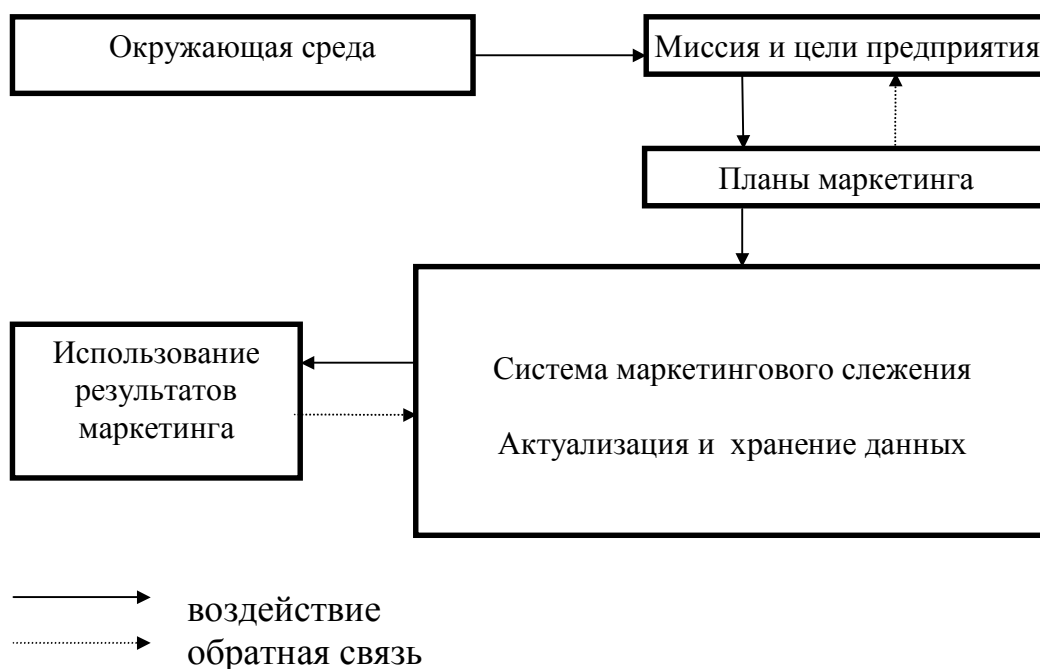 Окружающая среда
Миссия и цели предприятия
Планы маркетинга
Использование
результатов
маркетинга
Система маркетингового слежения
Актуализация и хранение данных
воздействие
обратная связь